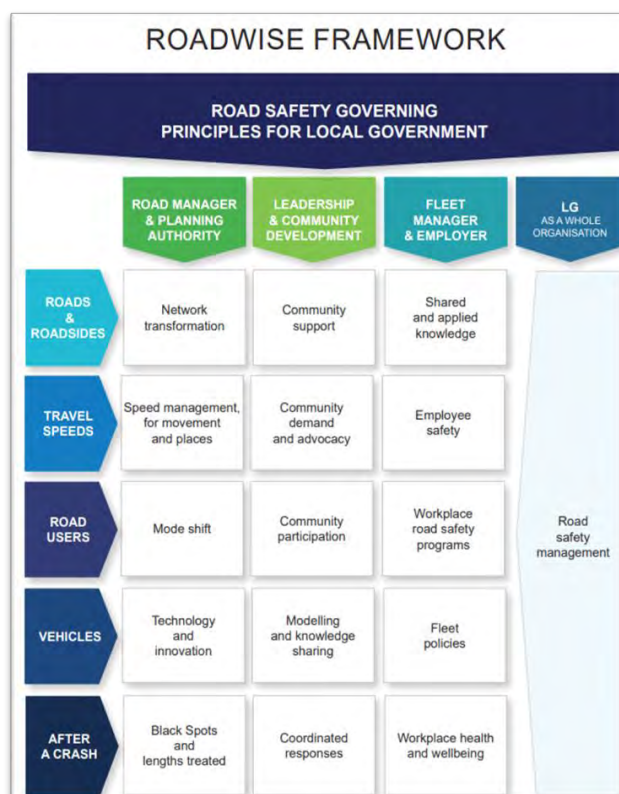 ROADWISE FRAMEWORK
ROAD SAFETY GOVERNING
PRINCIPLES FOR LOCAL GOVERNMENT
ROAD MANAGER
& PLANNING
AUTHORITY
LEADERSHIP
& COMMUNITY
DEVELOPMENT
FLEET
MANAGER
& EMPLOYER
LG
AS A WHOLE
ORGANISATION
ROADS
&
ROADSIDES
Network
transformation
Community
support
Shared
and applied
knowledge
TRAVEL
SPEEDS
Speed management,
for movement
and places
Community
demand
and advocacy
Employee
safety
ROAD
USERS
Mode shift
Community
participation
Workplace
road safety
programs
Road
safety
management
VEHICLES
Technology
and
innovation
Modelling
and knowledge
sharing
Fleet
policies
AFTER
A CRASH
Black Spots
and
lengths treated
Coordinated
responses
Workplace health
and wellbeing